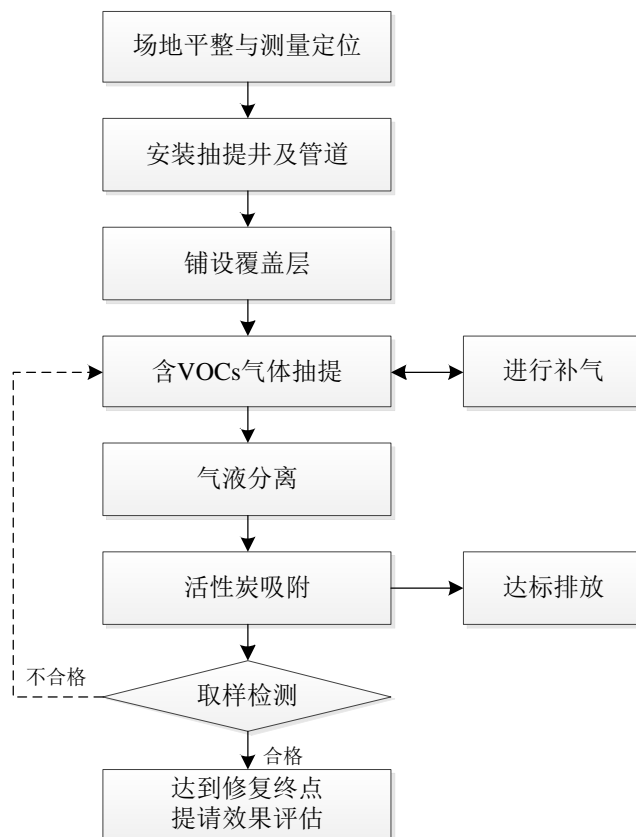 场地平整与测量定位
安装抽提井及管道
铺设覆盖层
含VOCs气体抽提
进行补气
气液分离
活性炭吸附
达标排放
不合格
取样检测
合格
达到修复终点
提请效果评估